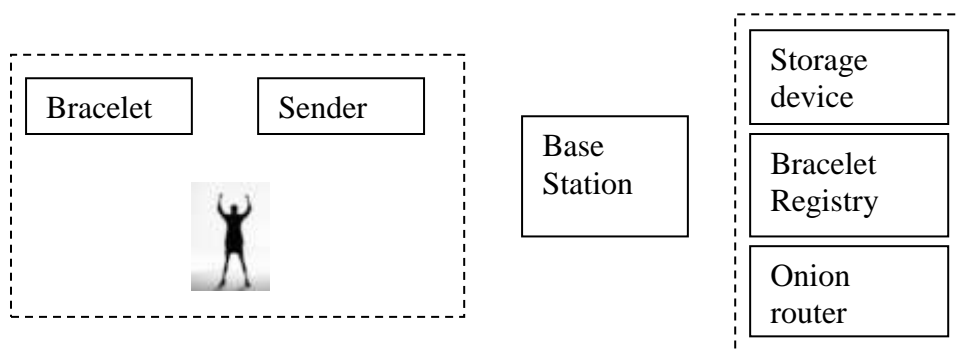 Bracelet
Sender
Base
Station
Storage
device
Bracelet
Registry
Onion
router